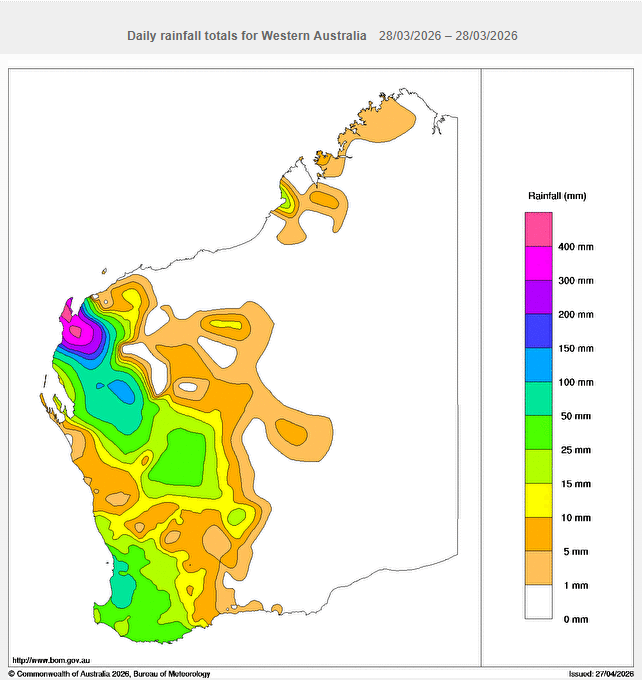 Daily rainfall totals for Western Australia 28/03/2026 – 28/03/2026
Rainfall (mm)
400 mm
300 mm
200 mm
150 mm
100 mm
50 mm
25 mm
15 mm
10 mm
5 mm
1 mm
0 mm
http://www.bom.gov.au
© Commonwealth of Australia 2026, Bureau of Meteorology
Issued: 27/04/2026